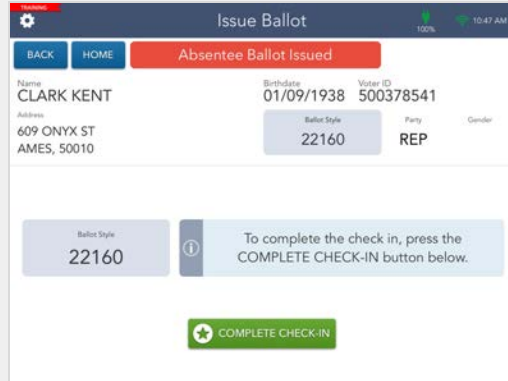 TRAINING
Issue Ballot
100%
10:47 AM
BACK
HOME
Absentee Ballot Issued
Name
CLARK KENT
Birthdate
01/09/1938
Voter ID
500378541
Address
609 ONYX ST
AMES, 50010
Ballot Style
22160
Party
REP
Gender
Ballot Style
22160
To complete the check in, press the
COMPLETE CHECK-IN button below.
COMPLETE CHECK-IN